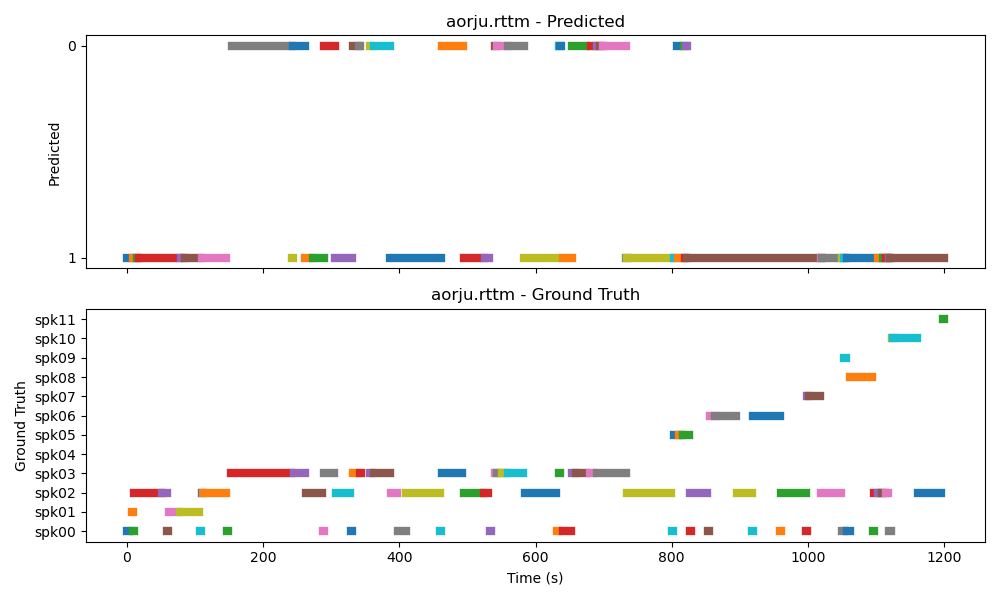 aorju.rttm - Predicted
0
Predicted
1
aorju.rttm - Ground Truth
spk11
spk10
spk09
spk08
spk07
spk06
Ground Truth
spk05
spk04
spk03
spk02
spk01
spk00
0 200 400 600 800 1000 1200
Time (s)